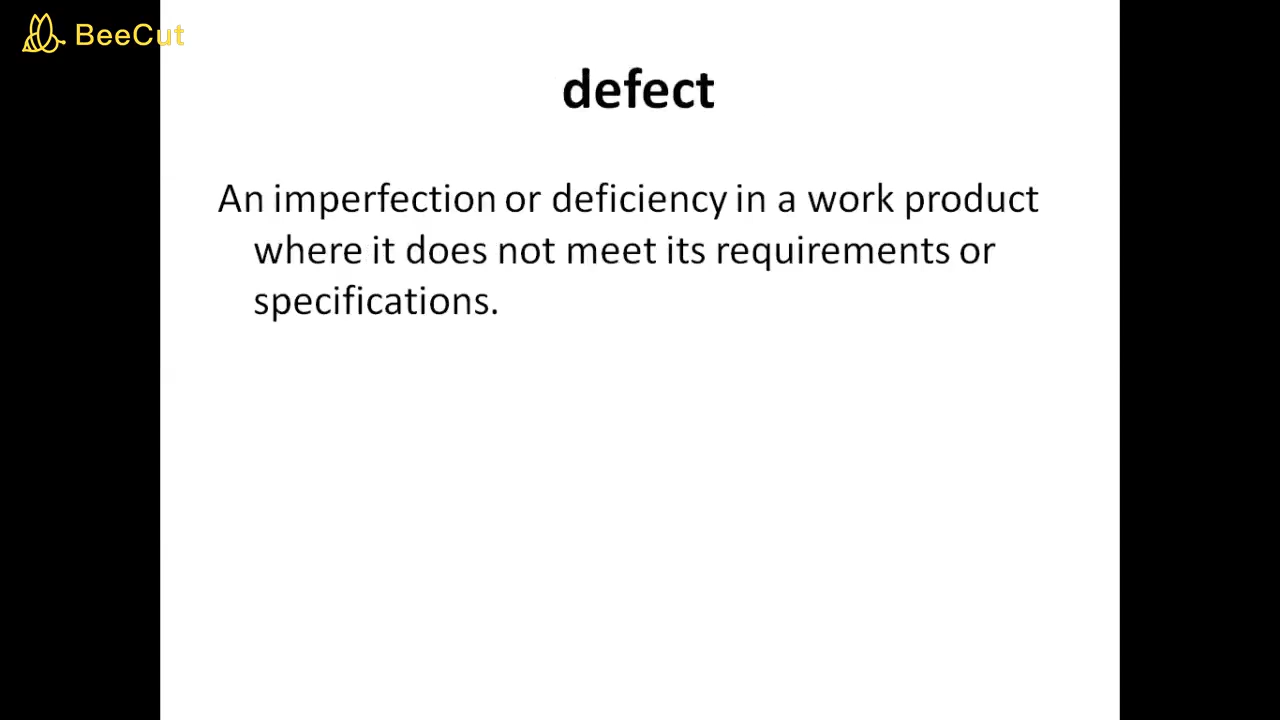 BeeCut
defect
An imperfection or deficiency in a work product
where it does not meet its requirements or
specifications.